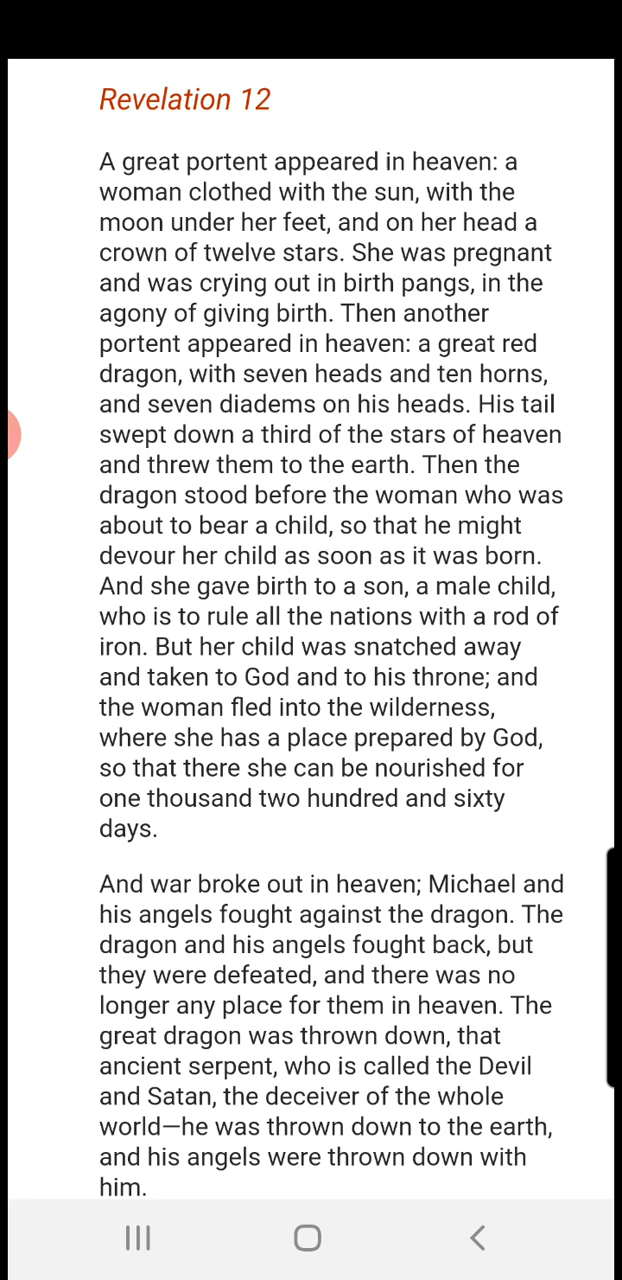 Revelation 12
A great portent appeared in heaven: a
woman clothed with the sun, with the
moon under her feet, and on her head a
crown of twelve stars. She was pregnant
and was crying out in birth pangs, in the
agony of giving birth. Then another
portent appeared in heaven: a great red
dragon, with seven heads and ten horns,
and seven diadems on his heads. His tail
swept down a third of the stars of heaven
and threw them to the earth. Then the
dragon stood before the woman who was
about to bear a child, so that he might
devour her child as soon as it was born.
And she gave birth to a son, a male child,
who is to rule all the nations with a rod of
iron. But her child was snatched away
and taken to God and to his throne; and
the woman fled into the wilderness,
where she has a place prepared by God,
so that there she can be nourished for
one thousand two hundred and sixty
days.
And war broke out in heaven; Michael and
his angels fought against the dragon. The
dragon and his angels fought back, but
they were defeated, and there was no
longer any place for them in heaven. The
great dragon was thrown down, that
ancient serpent, who is called the Devil
and Satan, the deceiver of the whole
world—he was thrown down to the earth,
and his angels were thrown down with
him.